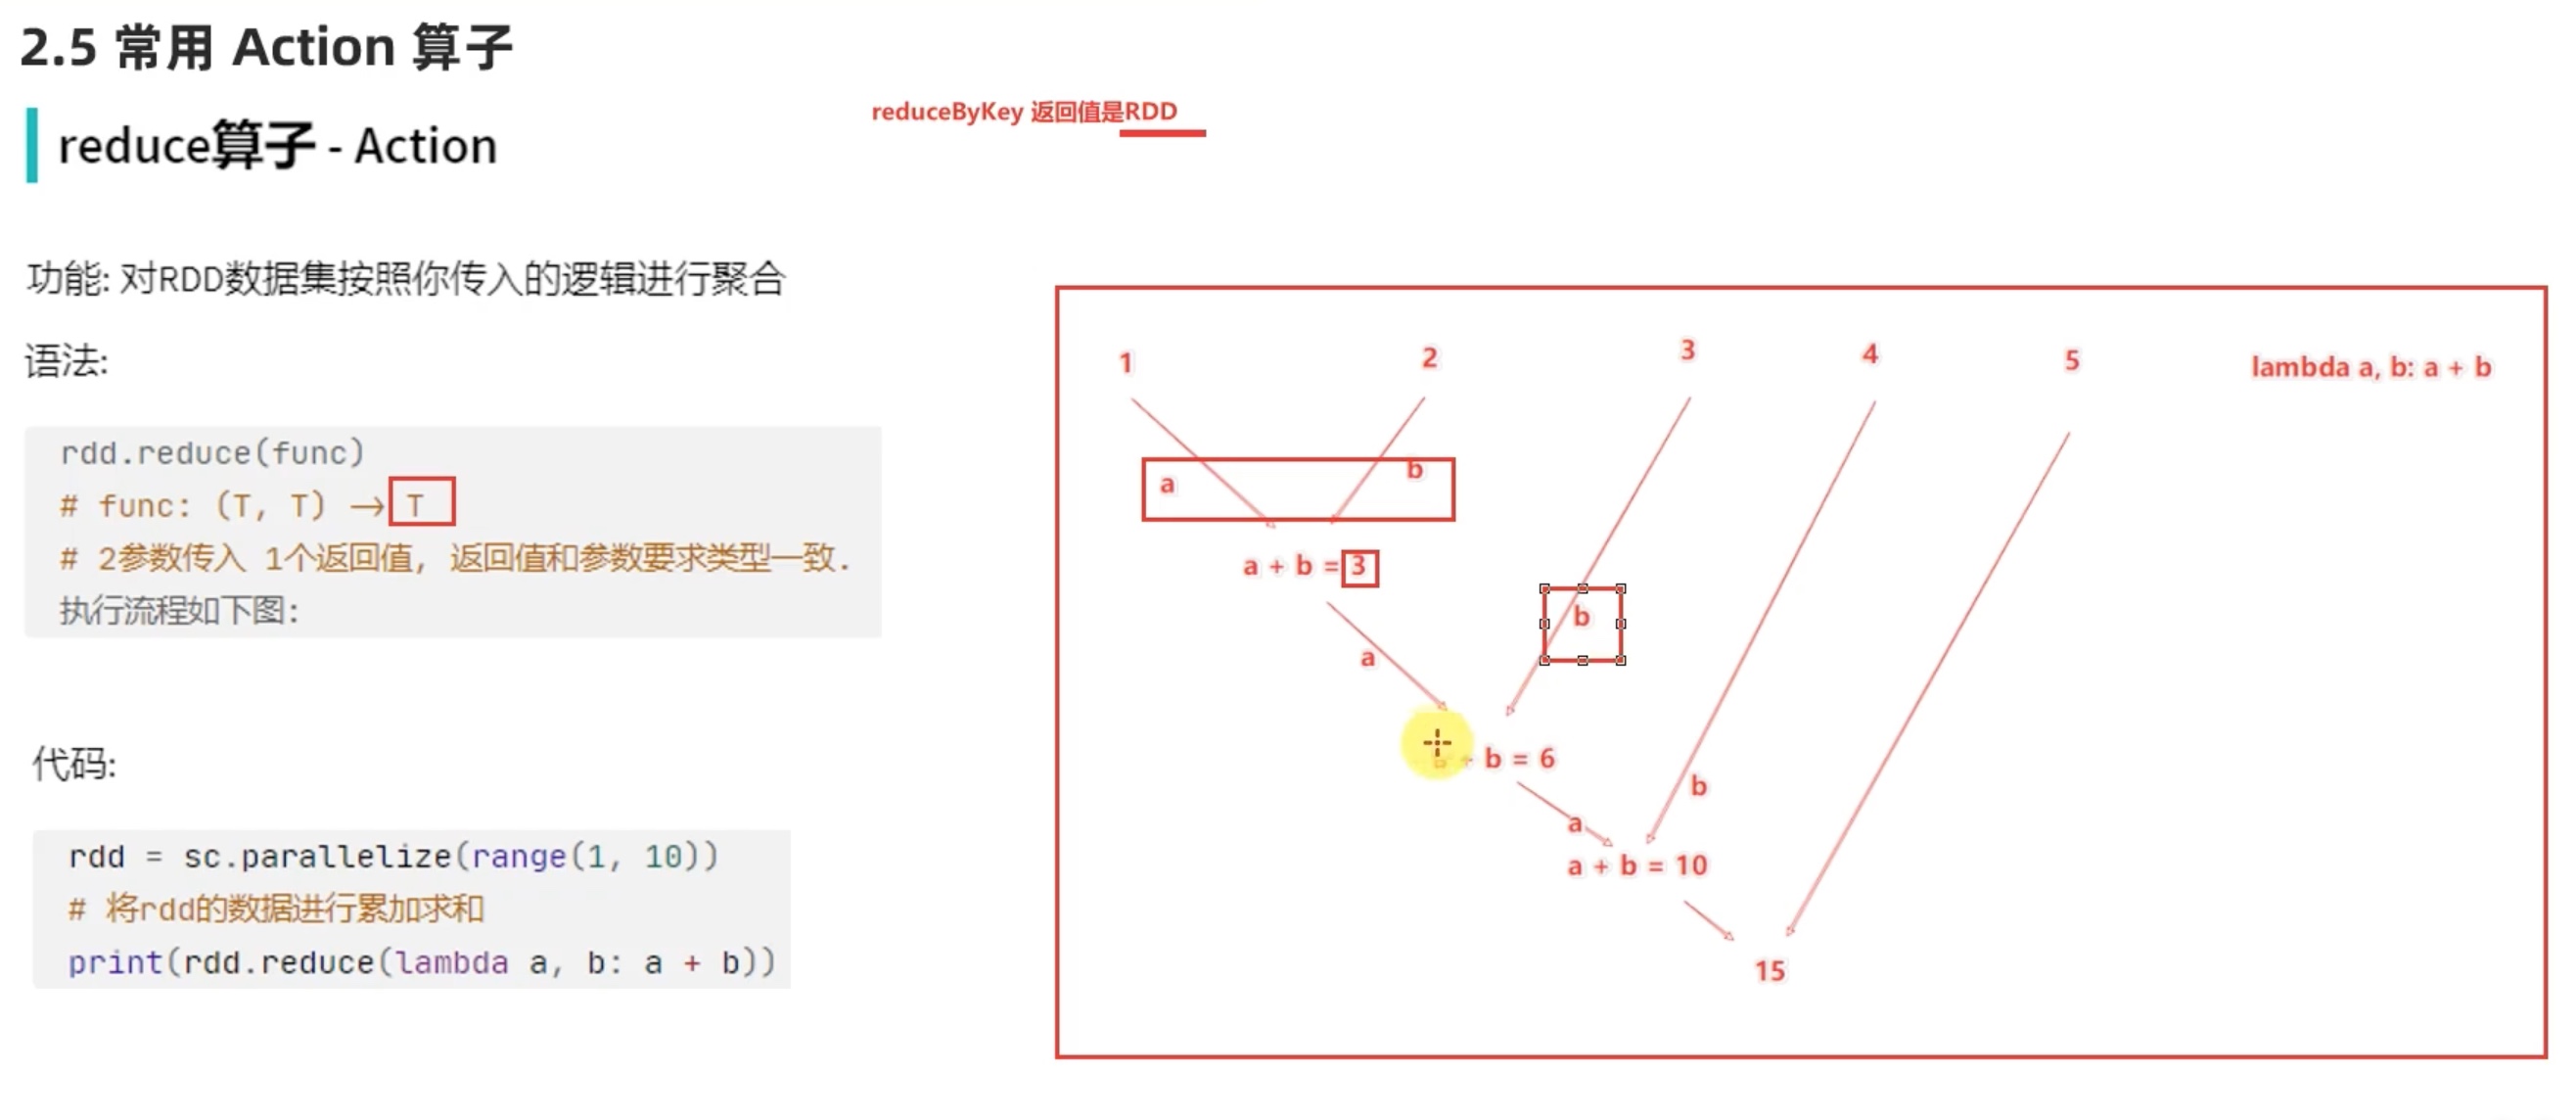 2.5 常用 Action 算子
reduceByKey 返回值是RDD
reduce算子 - Action
功能: 对RDD数据集按照你传入的逻辑进行聚合
语法:
rdd.reduce(func)
# func: (T, T) → T
# 2参数传入 1个返回值, 返回值和参数要求类型一致.
执行流程如下图:
代码:
rdd = sc.parallelize(range(1, 10))
# 将rdd的数据进行累加求和
print(rdd.reduce(lambda a, b: a + b))
1 2 3 4 5 lambda a, b: a + b
a b
a + b = 3
b
a
+ b = 6
b
a
a + b = 10
15